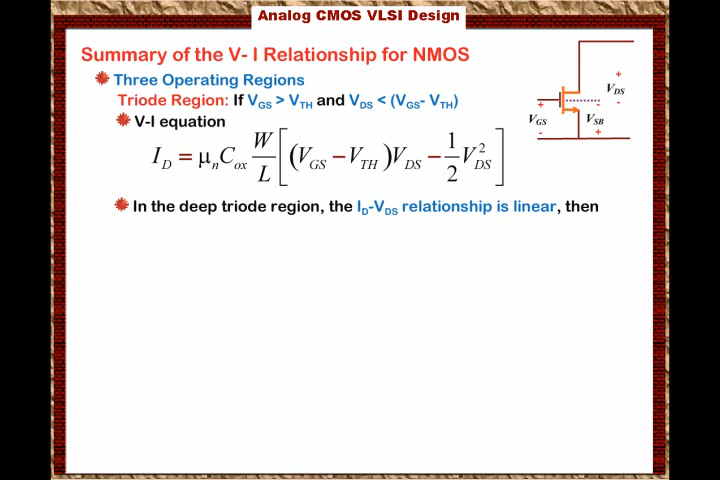 Analog CMOS VLSI Design
Summary of the V- I Relationship for NMOS
Three Operating Regions
Triode Region: If V_GS > V_TH and V_DS < (V_GS- V_TH)
V-I equation
I_D = μ_n C_ox W/L [(V_GS − V_TH)V_DS − 1/2 V_DS^2]
In the deep triode region, the I_D-V_DS relationship is linear, then
+
V_DS
-
+
V_GS
-
-
V_SB
+